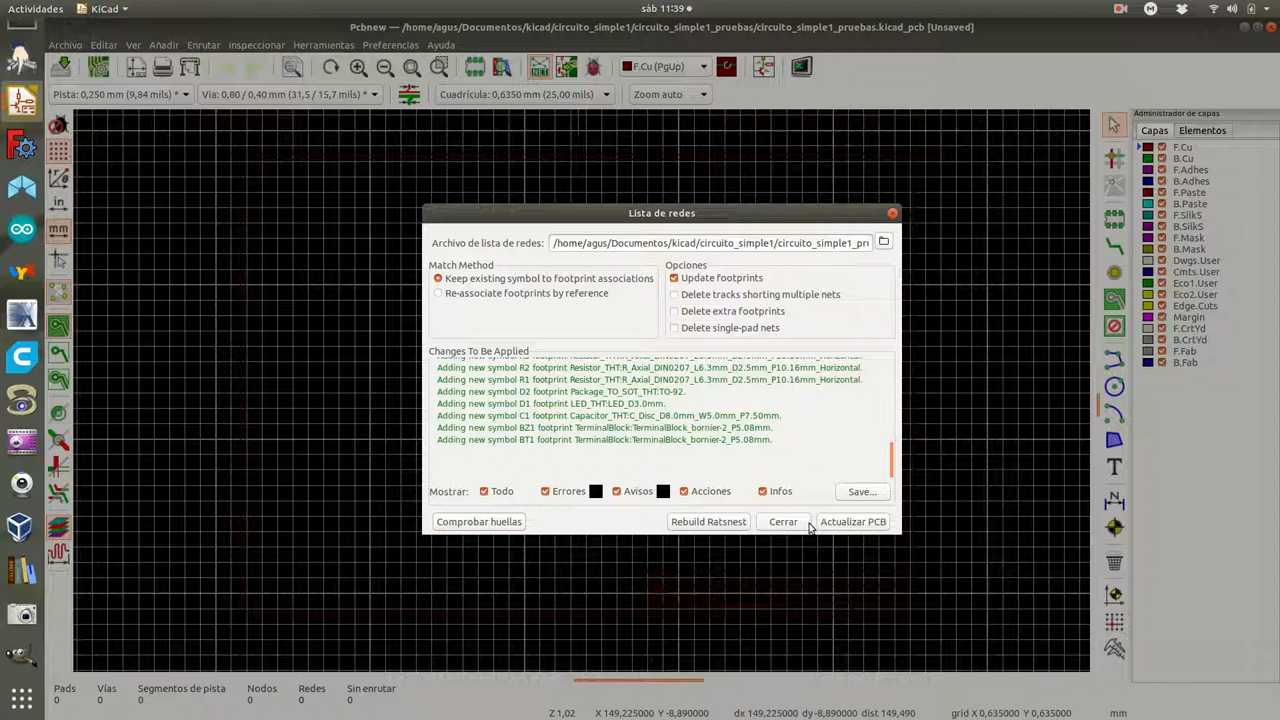 Actividades
KiCad
sáb 11:39
Pcbnew — /home/agus/Documentos/kicad/circuito_simple1/circuito_simple1_pruebas/circuito_simple1_pruebas.kicad_pcb [Unsaved]
Archivo Editar Ver Añadir Enrutar Inspeccionar Herramientas Preferencias Ayuda
F.Cu (PgUp)
Pista: 0,250 mm (9,84 mils) *
Via: 0,80 / 0,40 mm (31,5 / 15,7 mils) *
Cuadrícula: 0,6350 mm (25,00 mils)
Zoom auto
in
mm
NET
Administrador de capas
Capas Elementos
F.Cu
B.Cu
F.Adhes
B.Adhes
F.Paste
B.Paste
F.SilkS
B.SilkS
F.Mask
B.Mask
Dwgs.User
Cmts.User
Eco1.User
Eco2.User
Edge.Cuts
Margin
F.CrtYd
B.CrtYd
F.Fab
B.Fab
Lista de redes
Archivo de lista de redes: /home/agus/Documentos/kicad/circuito_simple1/circuito_simple1_pru
Match Method
Keep existing symbol to footprint associations
Re-associate footprints by reference
Opciones
Update footprints
Delete tracks shorting multiple nets
Delete extra footprints
Delete single-pad nets
Changes To Be Applied
Adding new symbol R2 footprint Resistor_THT:R_Axial_DIN0207_L6.3mm_D2.5mm_P10.16mm_Horizontal.
Adding new symbol R1 footprint Resistor_THT:R_Axial_DIN0207_L6.3mm_D2.5mm_P10.16mm_Horizontal.
Adding new symbol D2 footprint Package_TO_SOT_THT:TO-92.
Adding new symbol D1 footprint LED_THT:LED_D3.0mm.
Adding new symbol C1 footprint Capacitor_THT:C_Disc_D8.0mm_W5.0mm_P7.50mm.
Adding new symbol BZ1 footprint TerminalBlock:TerminalBlock_bornier-2_P5.08mm.
Adding new symbol BT1 footprint TerminalBlock:TerminalBlock_bornier-2_P5.08mm.
Mostrar: Todo Errores Avisos Acciones Infos Save...
Comprobar huellas Rebuild Ratsnest Cerrar Actualizar PCB
Pads Vías Segmentos de pista Nodos Redes Sin enrutar
0 0 0 0 0 0
Z 1,02 X 149,225000 Y -8,890000 dx 149,225000 dy -8,890000 dist 149,490 grid X 0,635000 Y 0,635000 mm